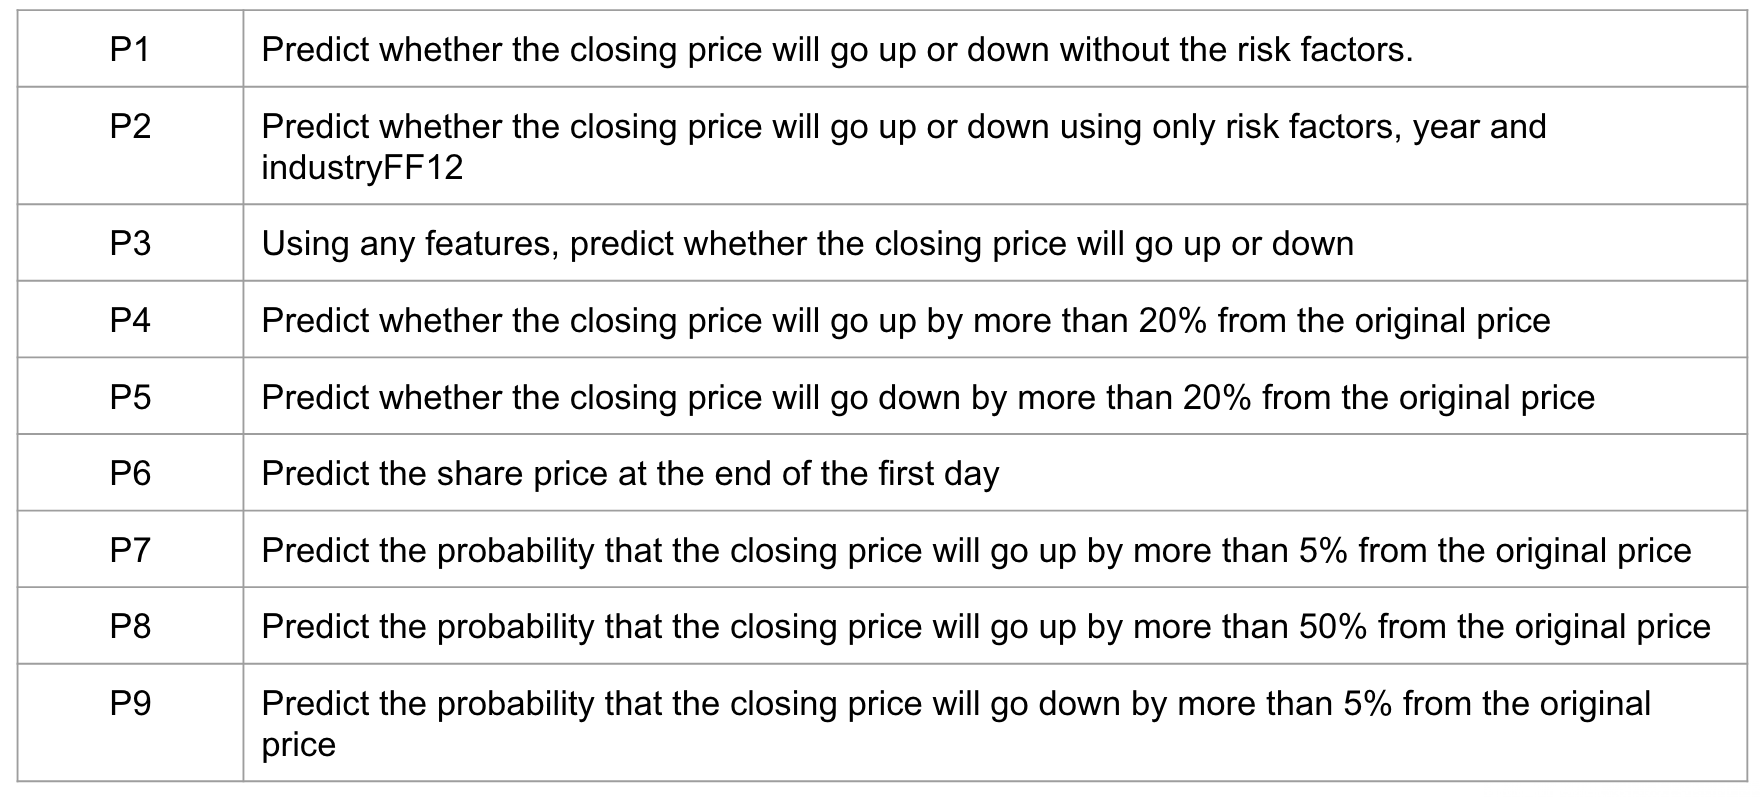 P1 Predict whether the closing price will go up or down without the risk factors.
P2 Predict whether the closing price will go up or down using only risk factors, year and
industryFF12
P3 Using any features, predict whether the closing price will go up or down
P4 Predict whether the closing price will go up by more than 20% from the original price
P5 Predict whether the closing price will go down by more than 20% from the original price
P6 Predict the share price at the end of the first day
P7 Predict the probability that the closing price will go up by more than 5% from the original price
P8 Predict the probability that the closing price will go up by more than 50% from the original price
P9 Predict the probability that the closing price will go down by more than 5% from the original
price